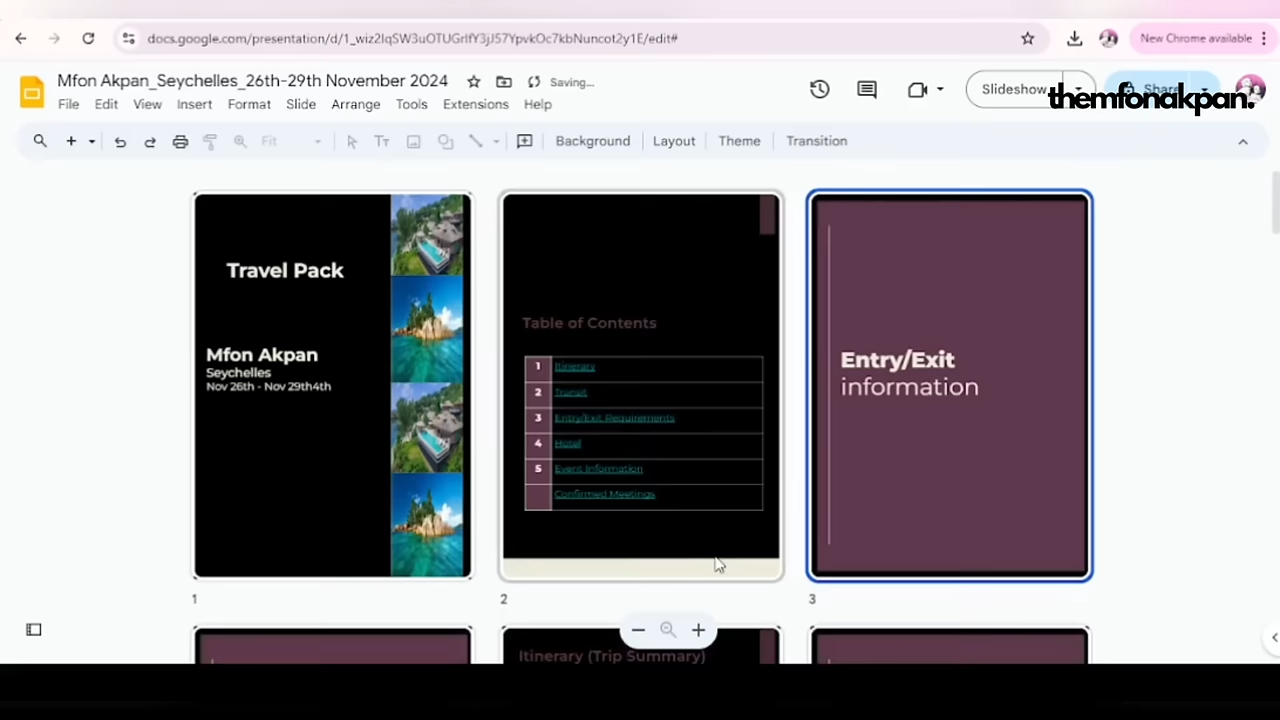 docs.google.com/presentation/d/1_wiz2IqSW3uOTUGrIfY3jJ57YpvkOc7kbNuncot2y1E/edit#
New Chrome available
Mfon Akpan_Seychelles_26th-29th November 2024
Saving...
File Edit View Insert Format Slide Arrange Tools Extensions Help
Slideshow
Share
themfonakpan.
Fit
Background Layout Theme Transition
Travel Pack
Mfon Akpan
Seychelles
Nov 26th - Nov 29th4th
1
Table of Contents
1 Itinerary
2 Transit
3 Entry/Exit Requirements
4 Hotel
5 Event Information
Confirmed Meetings
2
Entry/Exit
information
3
Itinerary (Trip Summary)